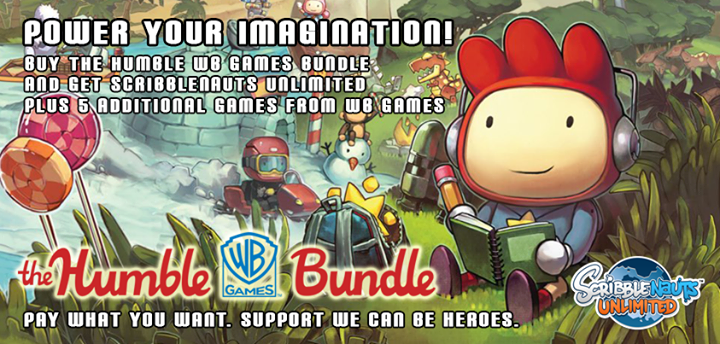 POWER YOUR IMAGINATION!
BUY THE HUMBLE WB GAMES BUNDLE
AND GET SCRIBBLENAUTS UNLIMITED
PLUS 5 ADDITIONAL GAMES FROM WB GAMES
the Humble WB GAMES Bundle
SCRIBBLENAUTS
UNLIMITED
PAY WHAT YOU WANT. SUPPORT WE CAN BE HEROES.